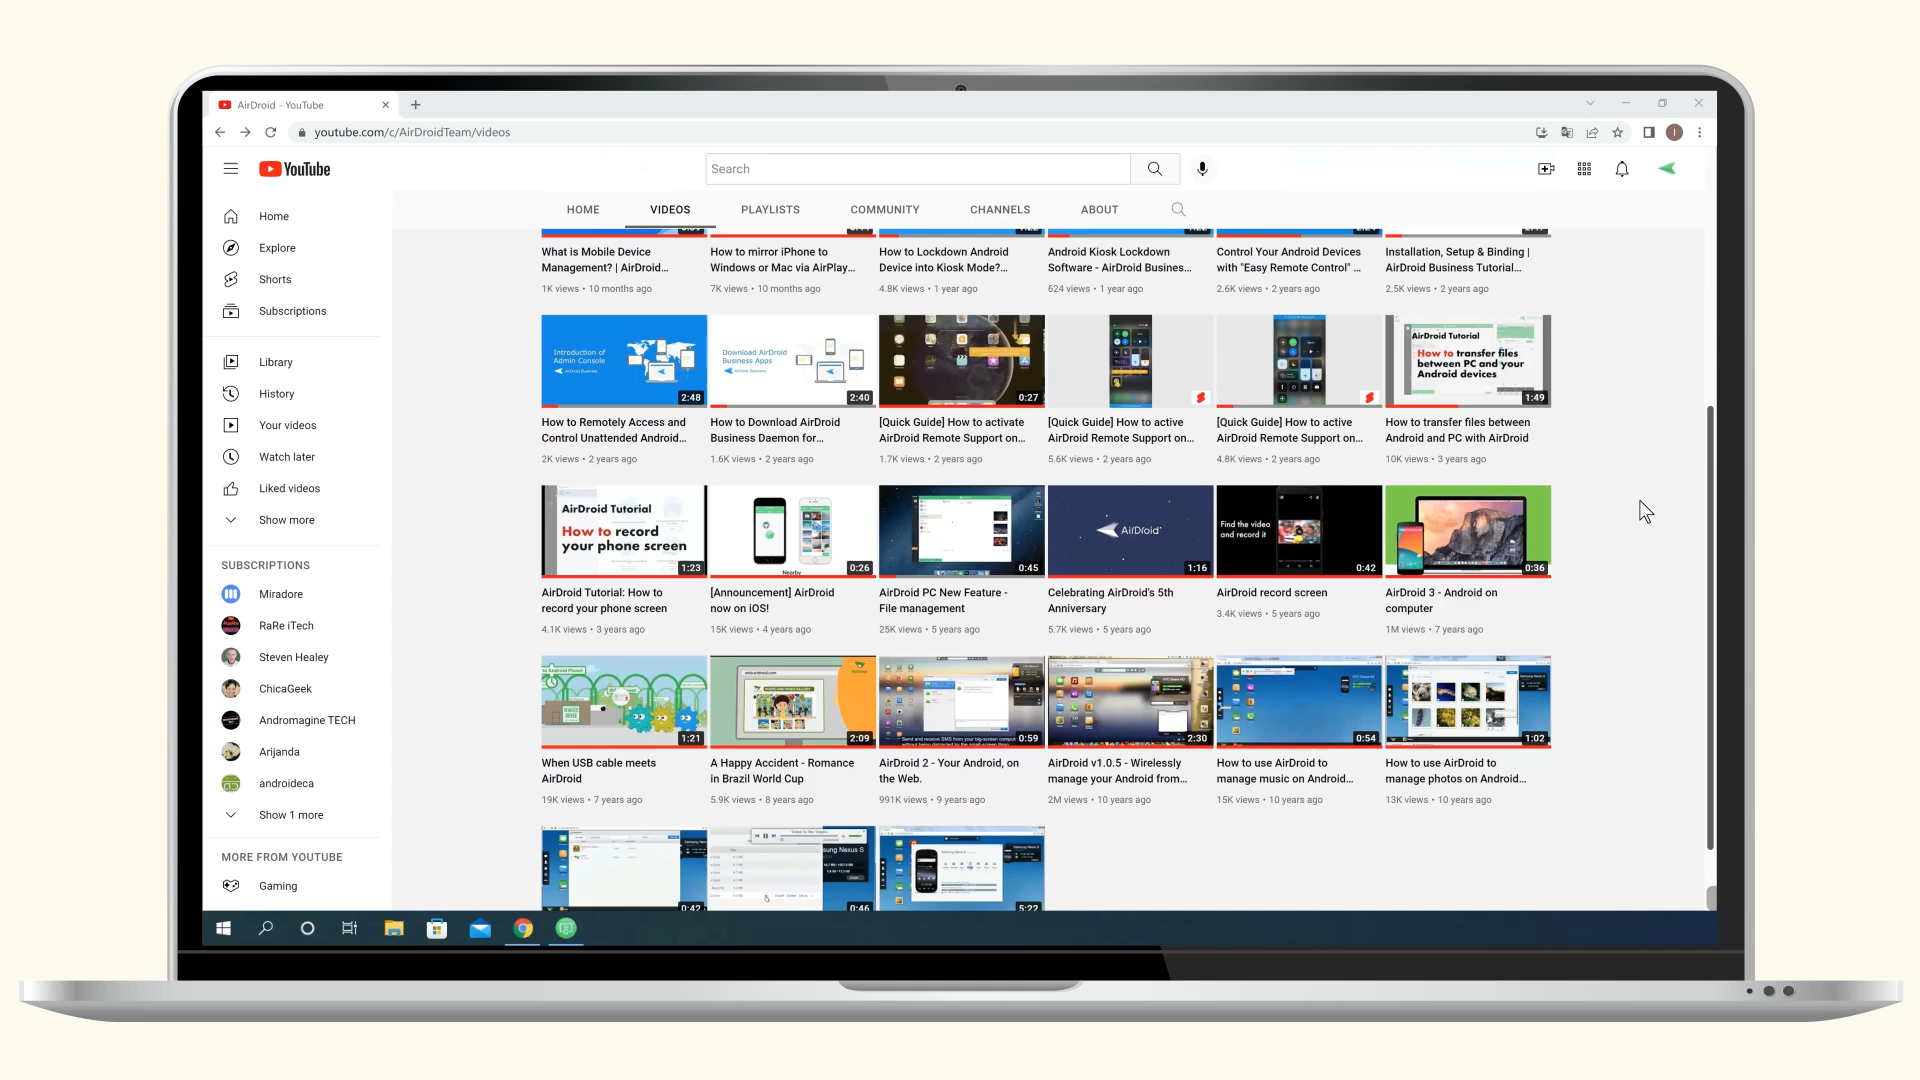 AirDroid - YouTube
youtube.com/c/AirDroidTeam/videos
YouTube
Search
HOME VIDEOS PLAYLISTS COMMUNITY CHANNELS ABOUT
Home
Explore
Shorts
Subscriptions
Library
History
Your videos
Watch later
Liked videos
Show more
SUBSCRIPTIONS
Miradore
RaRe iTech
Steven Healey
ChicaGeek
Andromagine TECH
Arijanda
androideca
Show 1 more
MORE FROM YOUTUBE
Gaming
What is Mobile Device
Management? | AirDroid...
1K views • 10 months ago
How to mirror iPhone to
Windows or Mac via AirPlay...
7K views • 10 months ago
How to Lockdown Android
Device into Kiosk Mode?...
4.8K views • 1 year ago
Android Kiosk Lockdown
Software - AirDroid Busines...
624 views • 1 year ago
Control Your Android Devices
with "Easy Remote Control" ...
2.6K views • 2 years ago
Installation, Setup & Binding |
AirDroid Business Tutorial...
2.5K views • 2 years ago
Introduction of
Admin Console
AirDroid Business
2:48
How to Remotely Access and
Control Unattended Android...
2K views • 2 years ago
Download AirDroid
Business Apps
AirDroid Business
2:40
How to Download AirDroid
Business Daemon for...
1.6K views • 2 years ago
0:27
[Quick Guide] How to activate
AirDroid Remote Support on...
1.7K views • 2 years ago
[Quick Guide] How to active
AirDroid Remote Support on...
5.6K views • 2 years ago
[Quick Guide] How to active
AirDroid Remote Support on...
4.8K views • 2 years ago
AirDroid Tutorial
How to transfer files
between PC and your
Android devices
1:49
How to transfer files between
Android and PC with AirDroid
10K views • 3 years ago
AirDroid Tutorial
How to record
your phone screen
1:23
AirDroid Tutorial: How to
record your phone screen
4.1K views • 3 years ago
Nearby
0:26
[Announcement] AirDroid
now on iOS!
15K views • 4 years ago
0:45
AirDroid PC New Feature -
File management
25K views • 5 years ago
AirDroid
1:16
Celebrating AirDroid's 5th
Anniversary
5.7K views • 5 years ago
Find the video
and record it
0:42
AirDroid record screen
3.4K views • 5 years ago
0:36
AirDroid 3 - Android on
computer
1M views • 7 years ago
1:21
When USB cable meets
AirDroid
19K views • 7 years ago
web.airdroid.com
2:09
A Happy Accident - Romance
in Brazil World Cup
5.9K views • 8 years ago
0:59
AirDroid 2 - Your Android, on
the Web.
991K views • 9 years ago
2:30
AirDroid v1.0.5 - Wirelessly
manage your Android from...
2M views • 10 years ago
0:54
How to use AirDroid to
manage music on Android...
15K views • 10 years ago
1:02
How to use AirDroid to
manage photos on Android...
13K views • 10 years ago
0:42
0:46
5:22